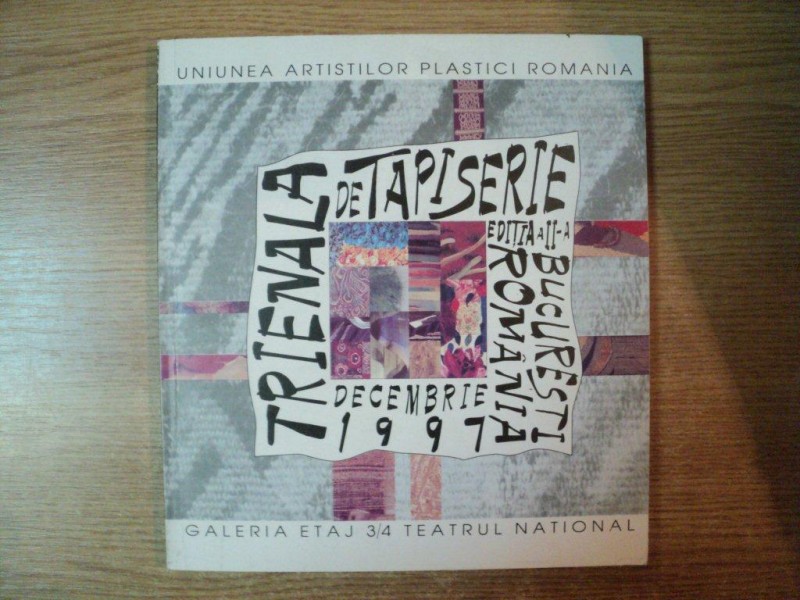 UNIUNEA ARTISTILOR PLASTICI ROMANIA
TRIENALA
DE TAPISERIE
EDIȚIA A II-A
BUCUREȘTI
ROMÂNIA
DECEMBRIE
1997
GALERIA ETAJ 3/4 TEATRUL NATIONAL